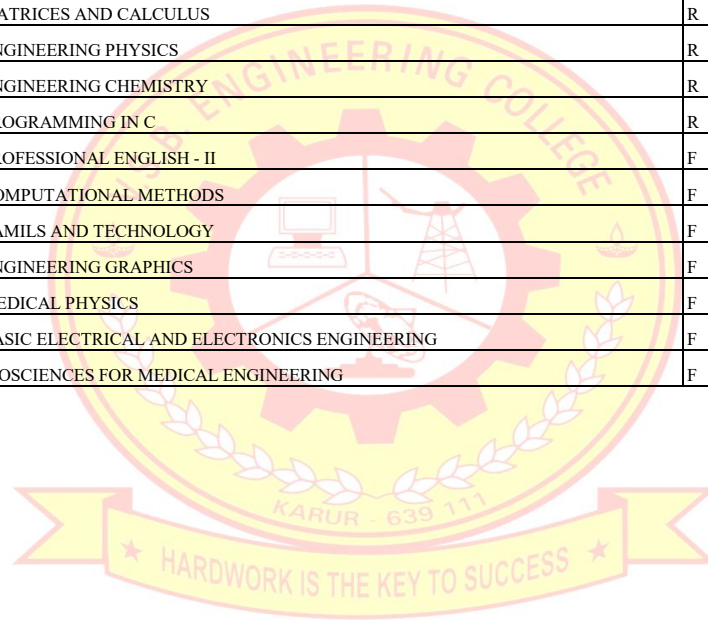 ATRICES AND CALCULUS R
NGINEERING PHYSICS R
NGINEERING CHEMISTRY R
ROGRAMMING IN C R
ROFESSIONAL ENGLISH - II F
OMPUTATIONAL METHODS F
AMILS AND TECHNOLOGY F
NGINEERING GRAPHICS F
EDICAL PHYSICS F
ASIC ELECTRICAL AND ELECTRONICS ENGINEERING F
OSCIENCES FOR MEDICAL ENGINEERING F
V.S.B. ENGINEERING COLLEGE
KARUR - 639 111
HARDWORK IS THE KEY TO SUCCESS